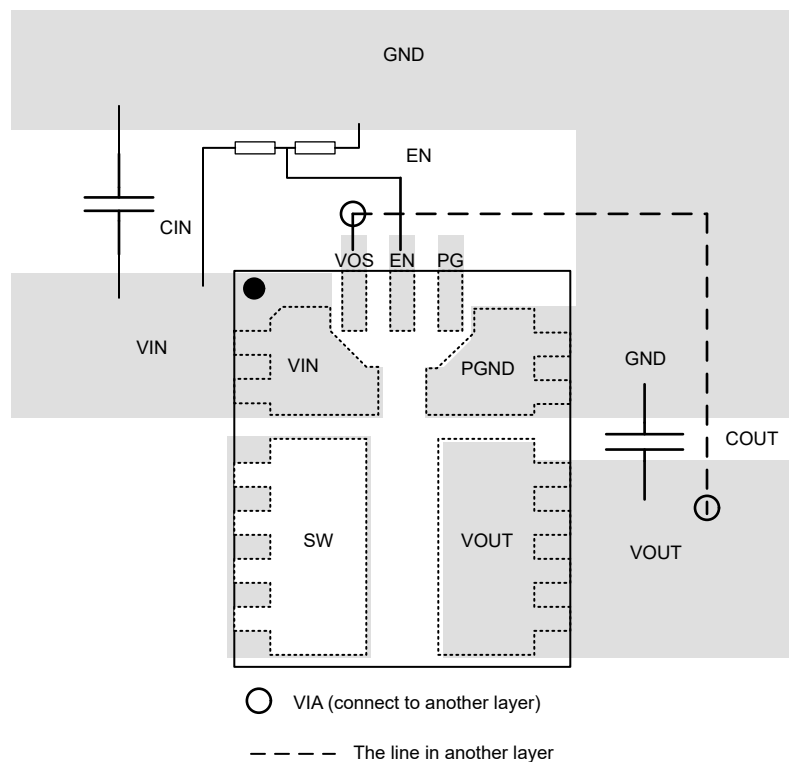 GND
EN
CIN
VOS EN PG
VIN
VIN
PGND
GND
COUT
SW
VOUT
VOUT
VIA (connect to another layer)
The line in another layer